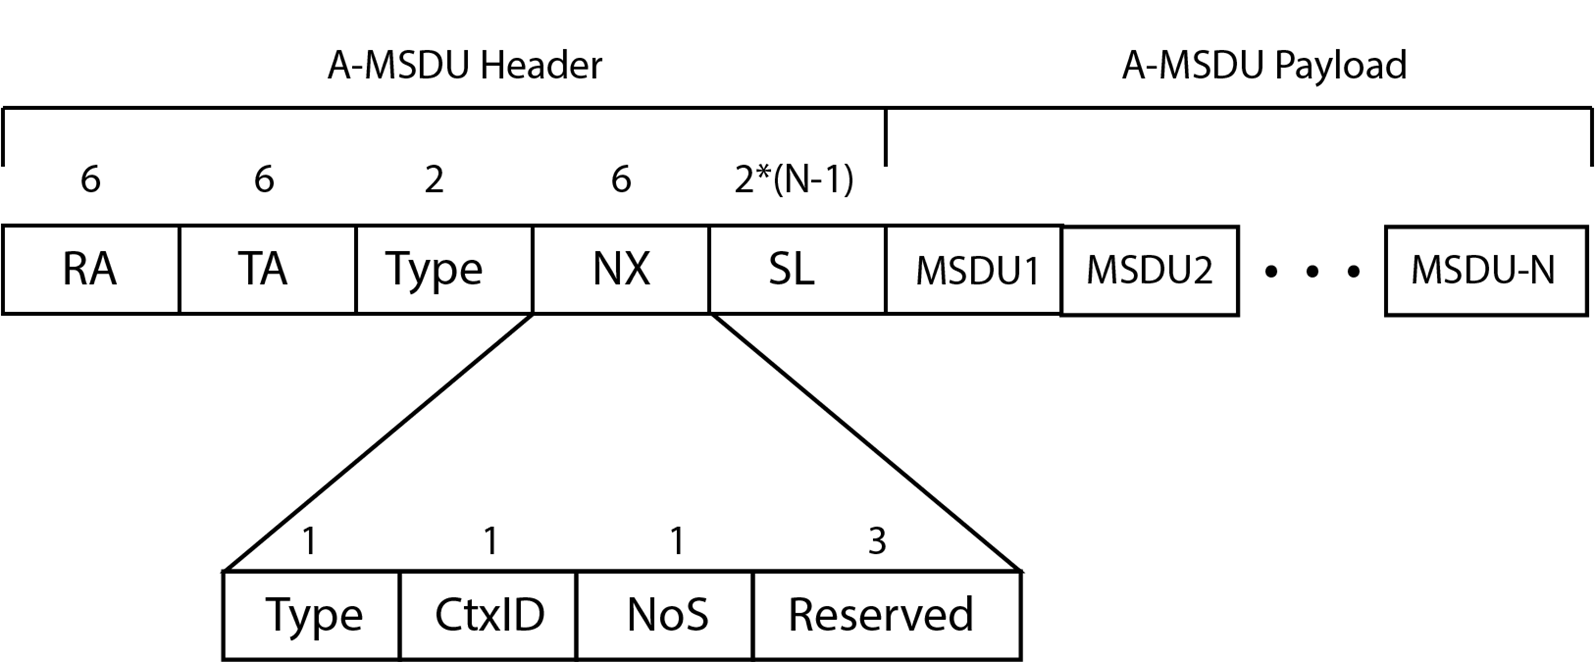 A-MSDU Header A-MSDU Payload
6 6 2 6 2*(N-1)
RA TA Type NX SL MSDU1 MSDU2 • • • MSDU-N
1 1 1 3
Type CtxID NoS Reserved